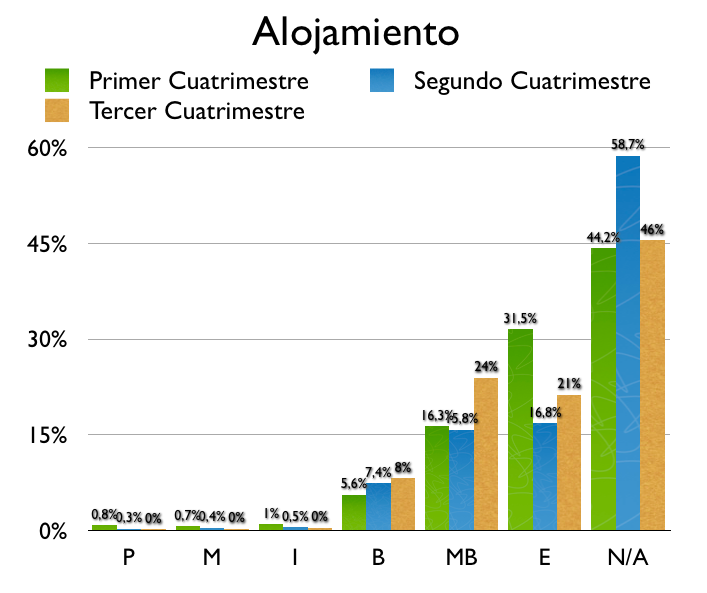 Alojamiento
Primer Cuatrimestre
Segundo Cuatrimestre
Tercer Cuatrimestre
60%
45%
30%
15%
0%
0,8%
0,3%
0%
0,7%
0,4%
0%
1%
0,5%
0%
5,6%
7,4%
8%
16,3%
15,8%
24%
31,5%
16,8%
21%
44,2%
58,7%
46%
P
M
I
B
MB
E
N/A